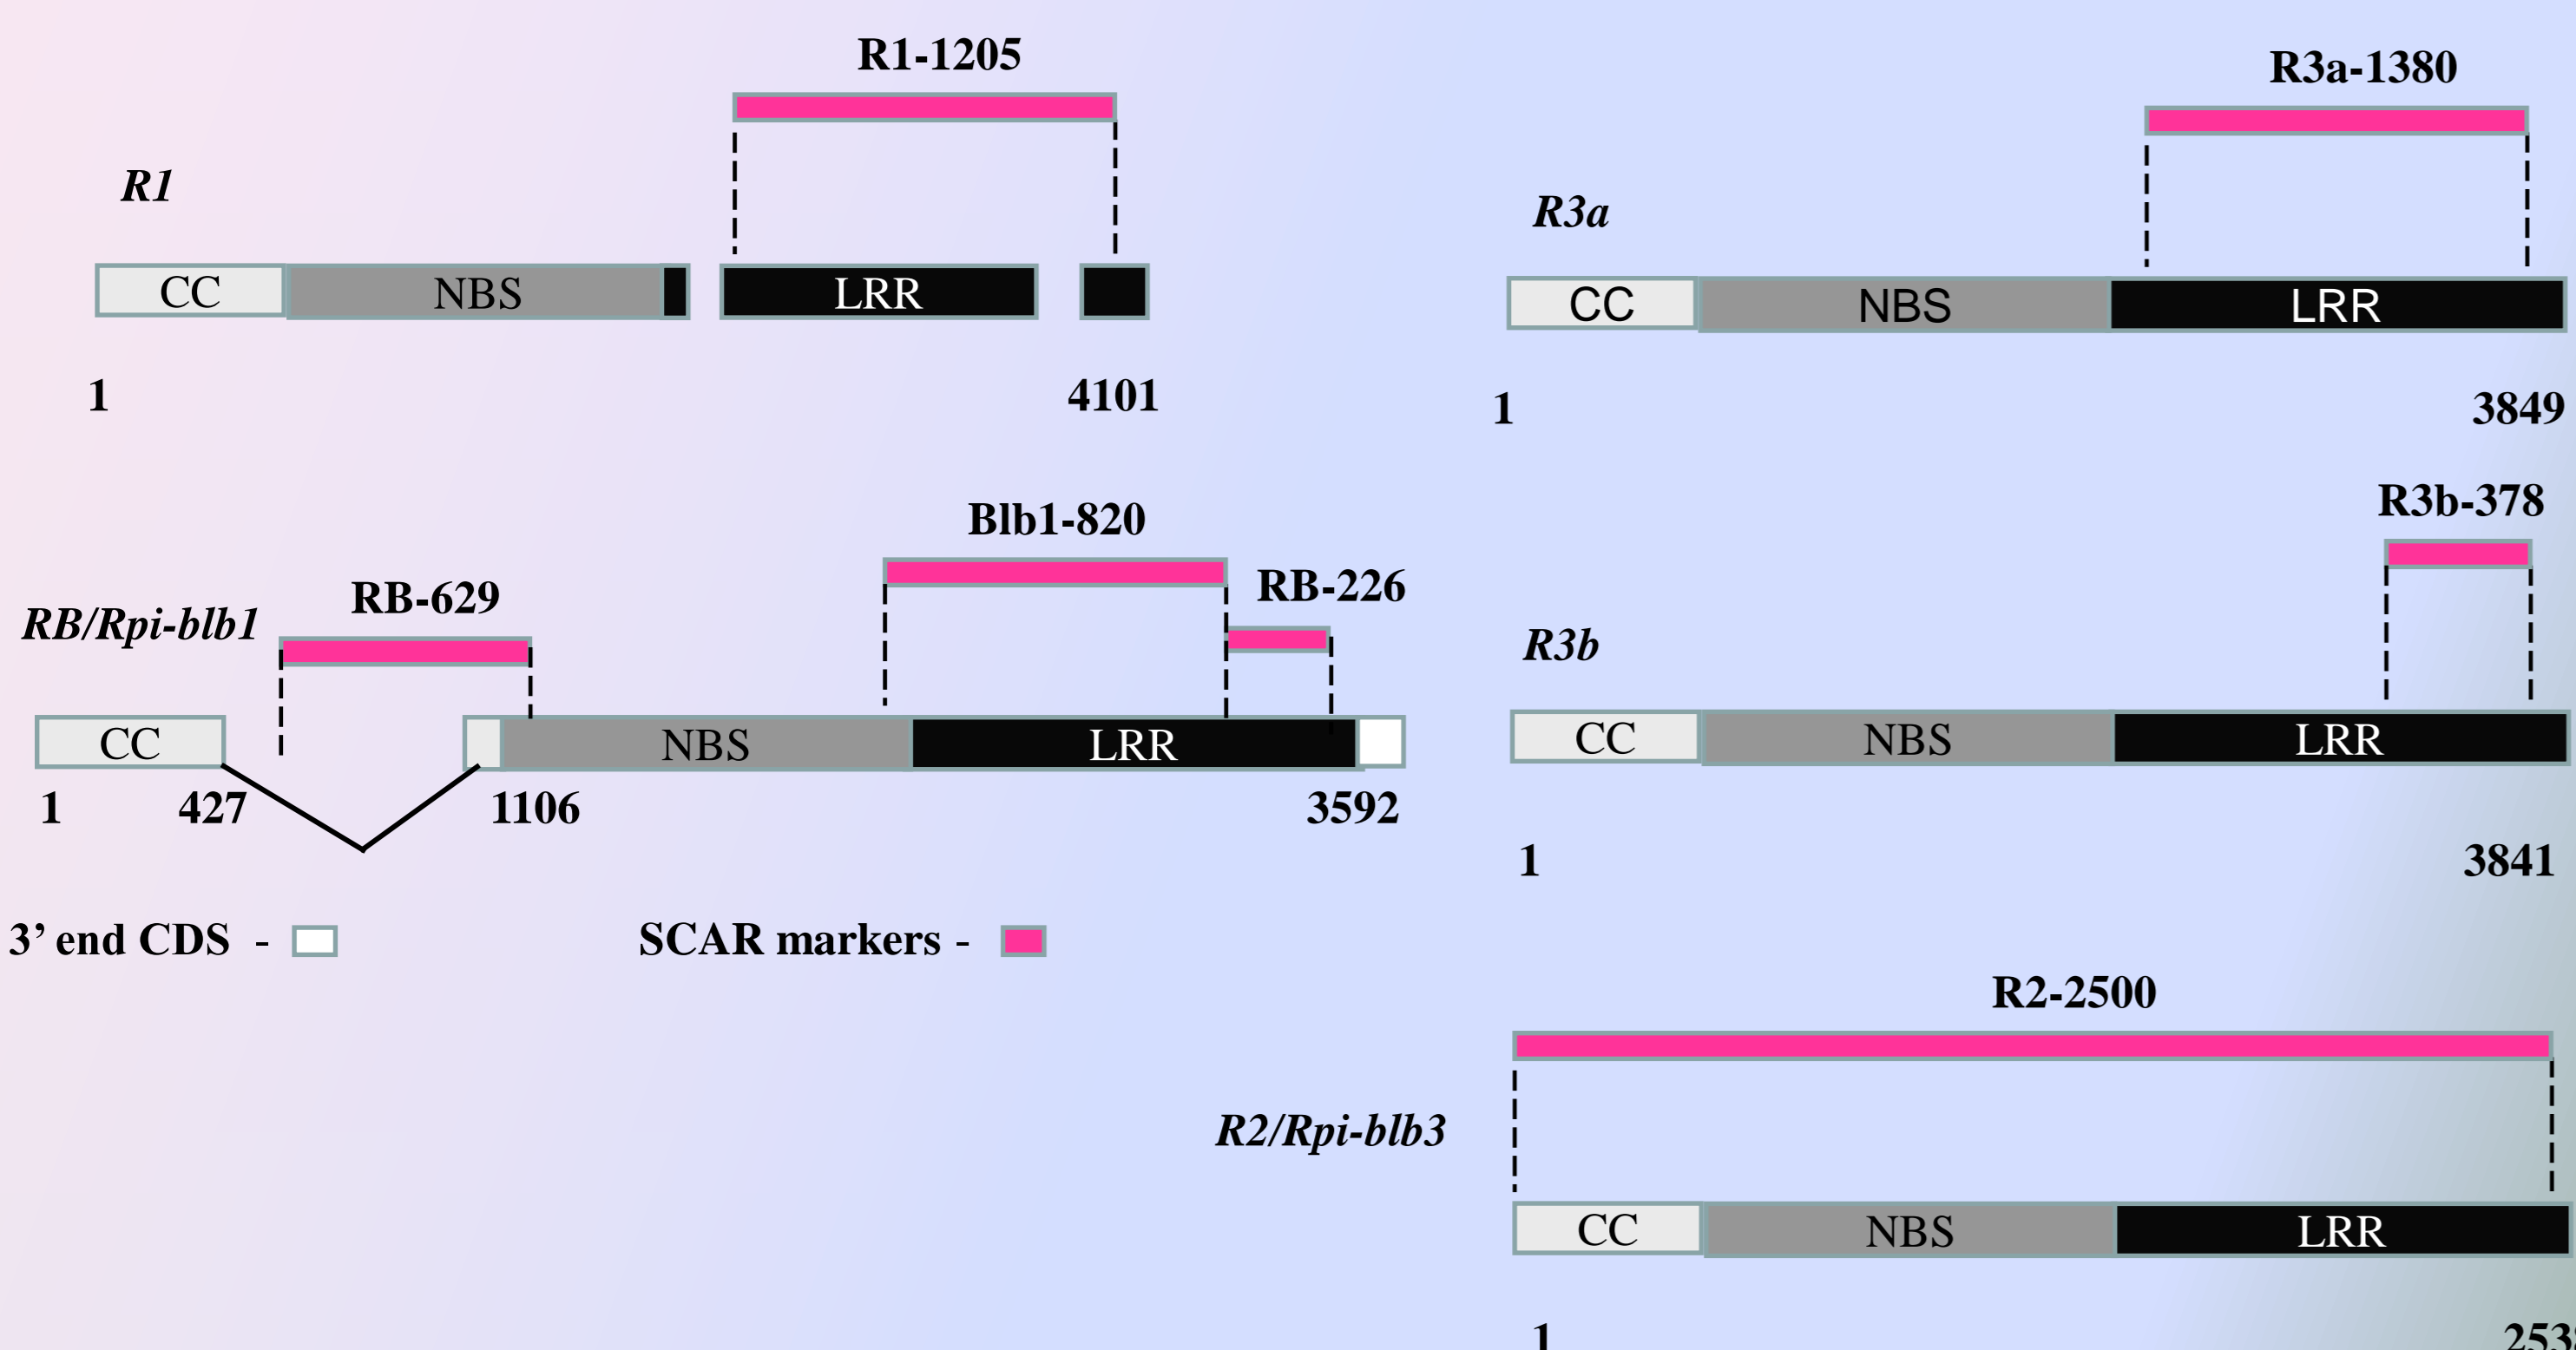 R1-1205
R1
CC NBS LRR
1 4101
R3a-1380
R3a
CC NBS LRR
1 3849
Blb1-820
RB-629
RB-226
RB/Rpi-blb1
CC NBS LRR
1 427 1106 3592
R3b-378
R3b
CC NBS LRR
1 3841
3’ end CDS -
SCAR markers -
R2-2500
R2/Rpi-blb3
CC NBS LRR
1